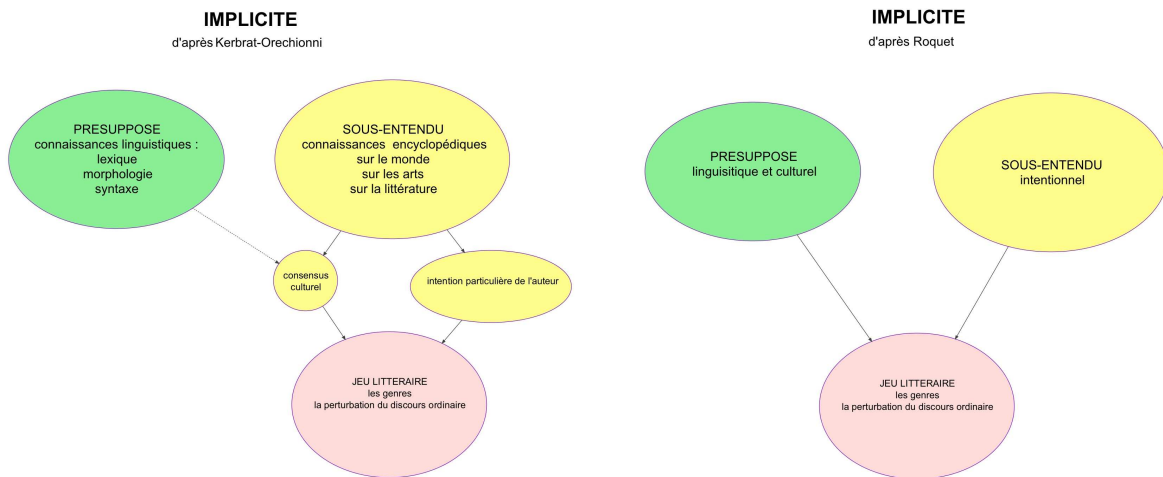 IMPLICITE
d'après Kerbrat-Orechionni
PRESUPPOSE
connaissances linguistiques :
lexique
morphologie
syntaxe
SOUS-ENTENDU
connaissances encyclopédiques
sur le monde
sur les arts
sur la littérature
consensus
culturel
intention particulière de l'auteur
JEU LITTERAIRE
les genres
la perturbation du discours ordinaire
IMPLICITE
d'après Roquet
PRESUPPOSE
linguisitique et culturel
SOUS-ENTENDU
intentionnel
JEU LITTERAIRE
les genres
la perturbation du discours ordinaire